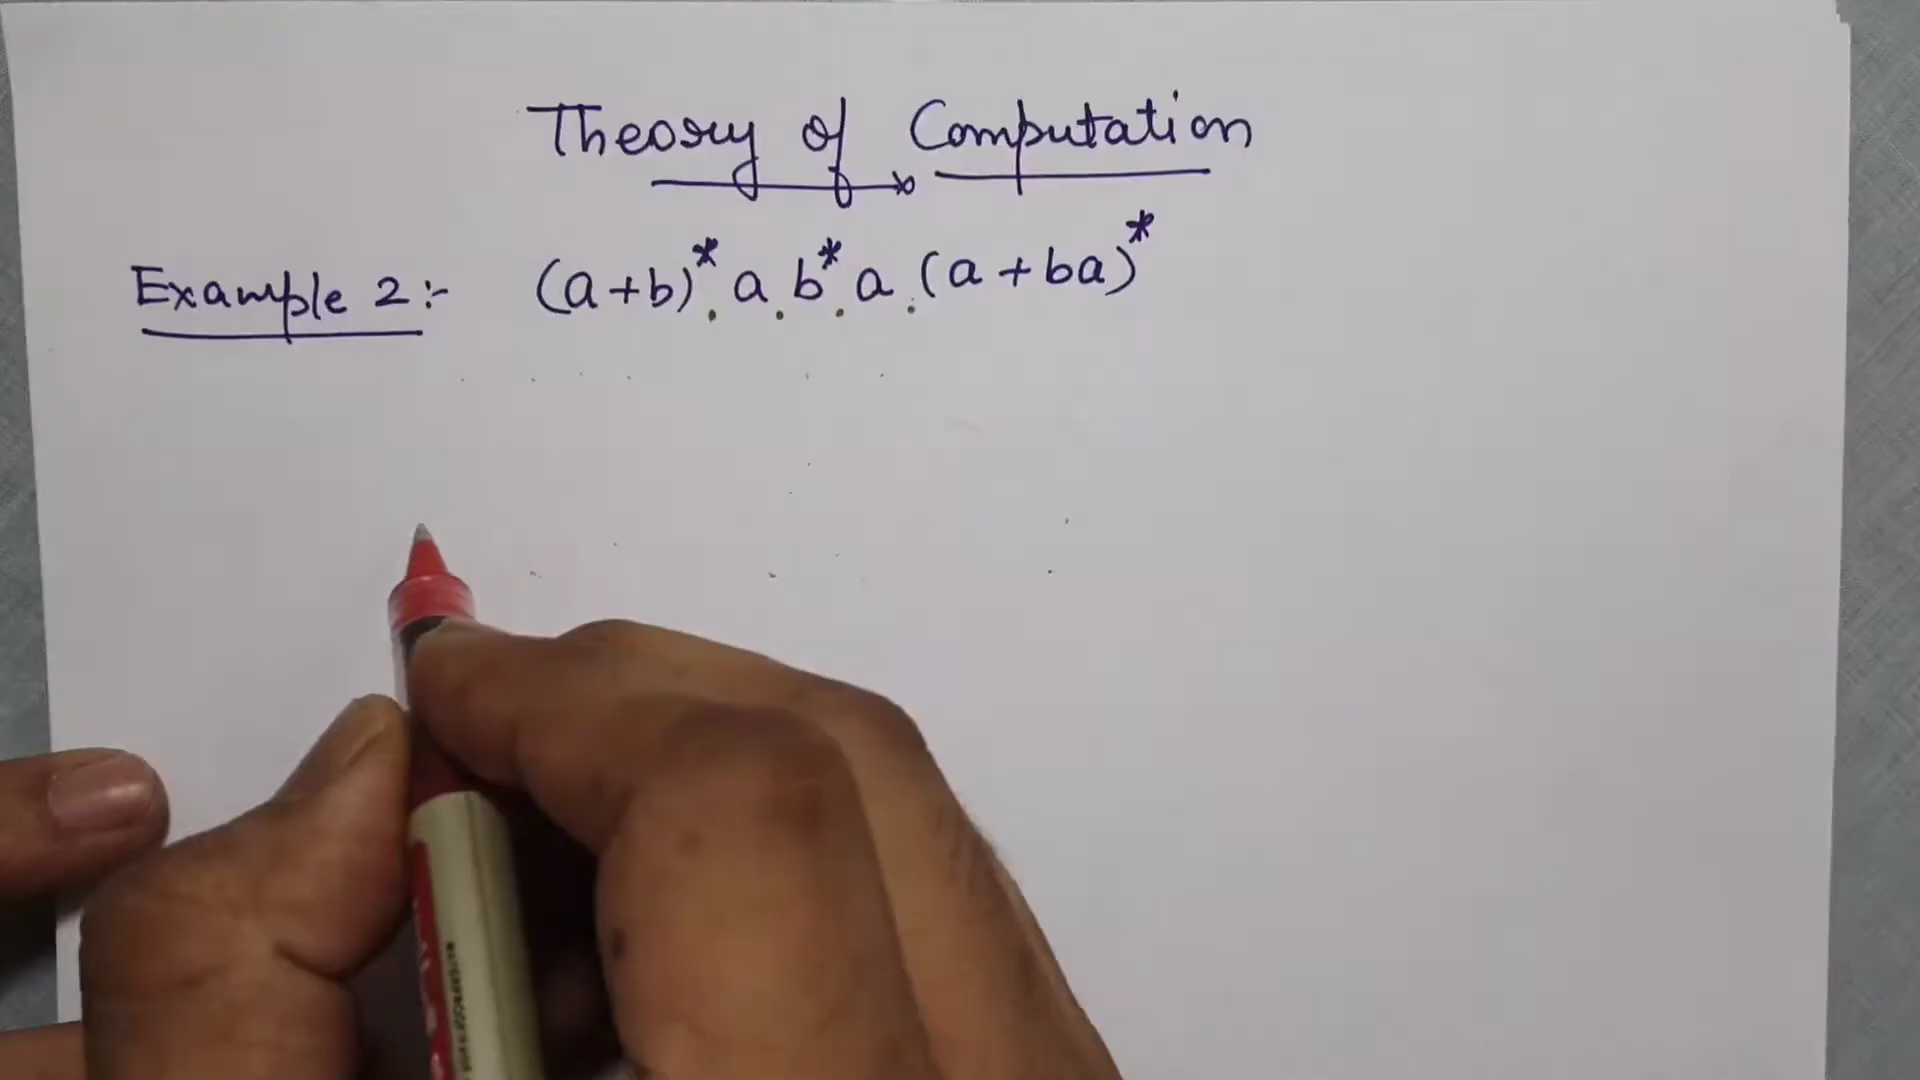 Theory of Computation
Example 2:- (a+b)* a b* a (a + ba)*